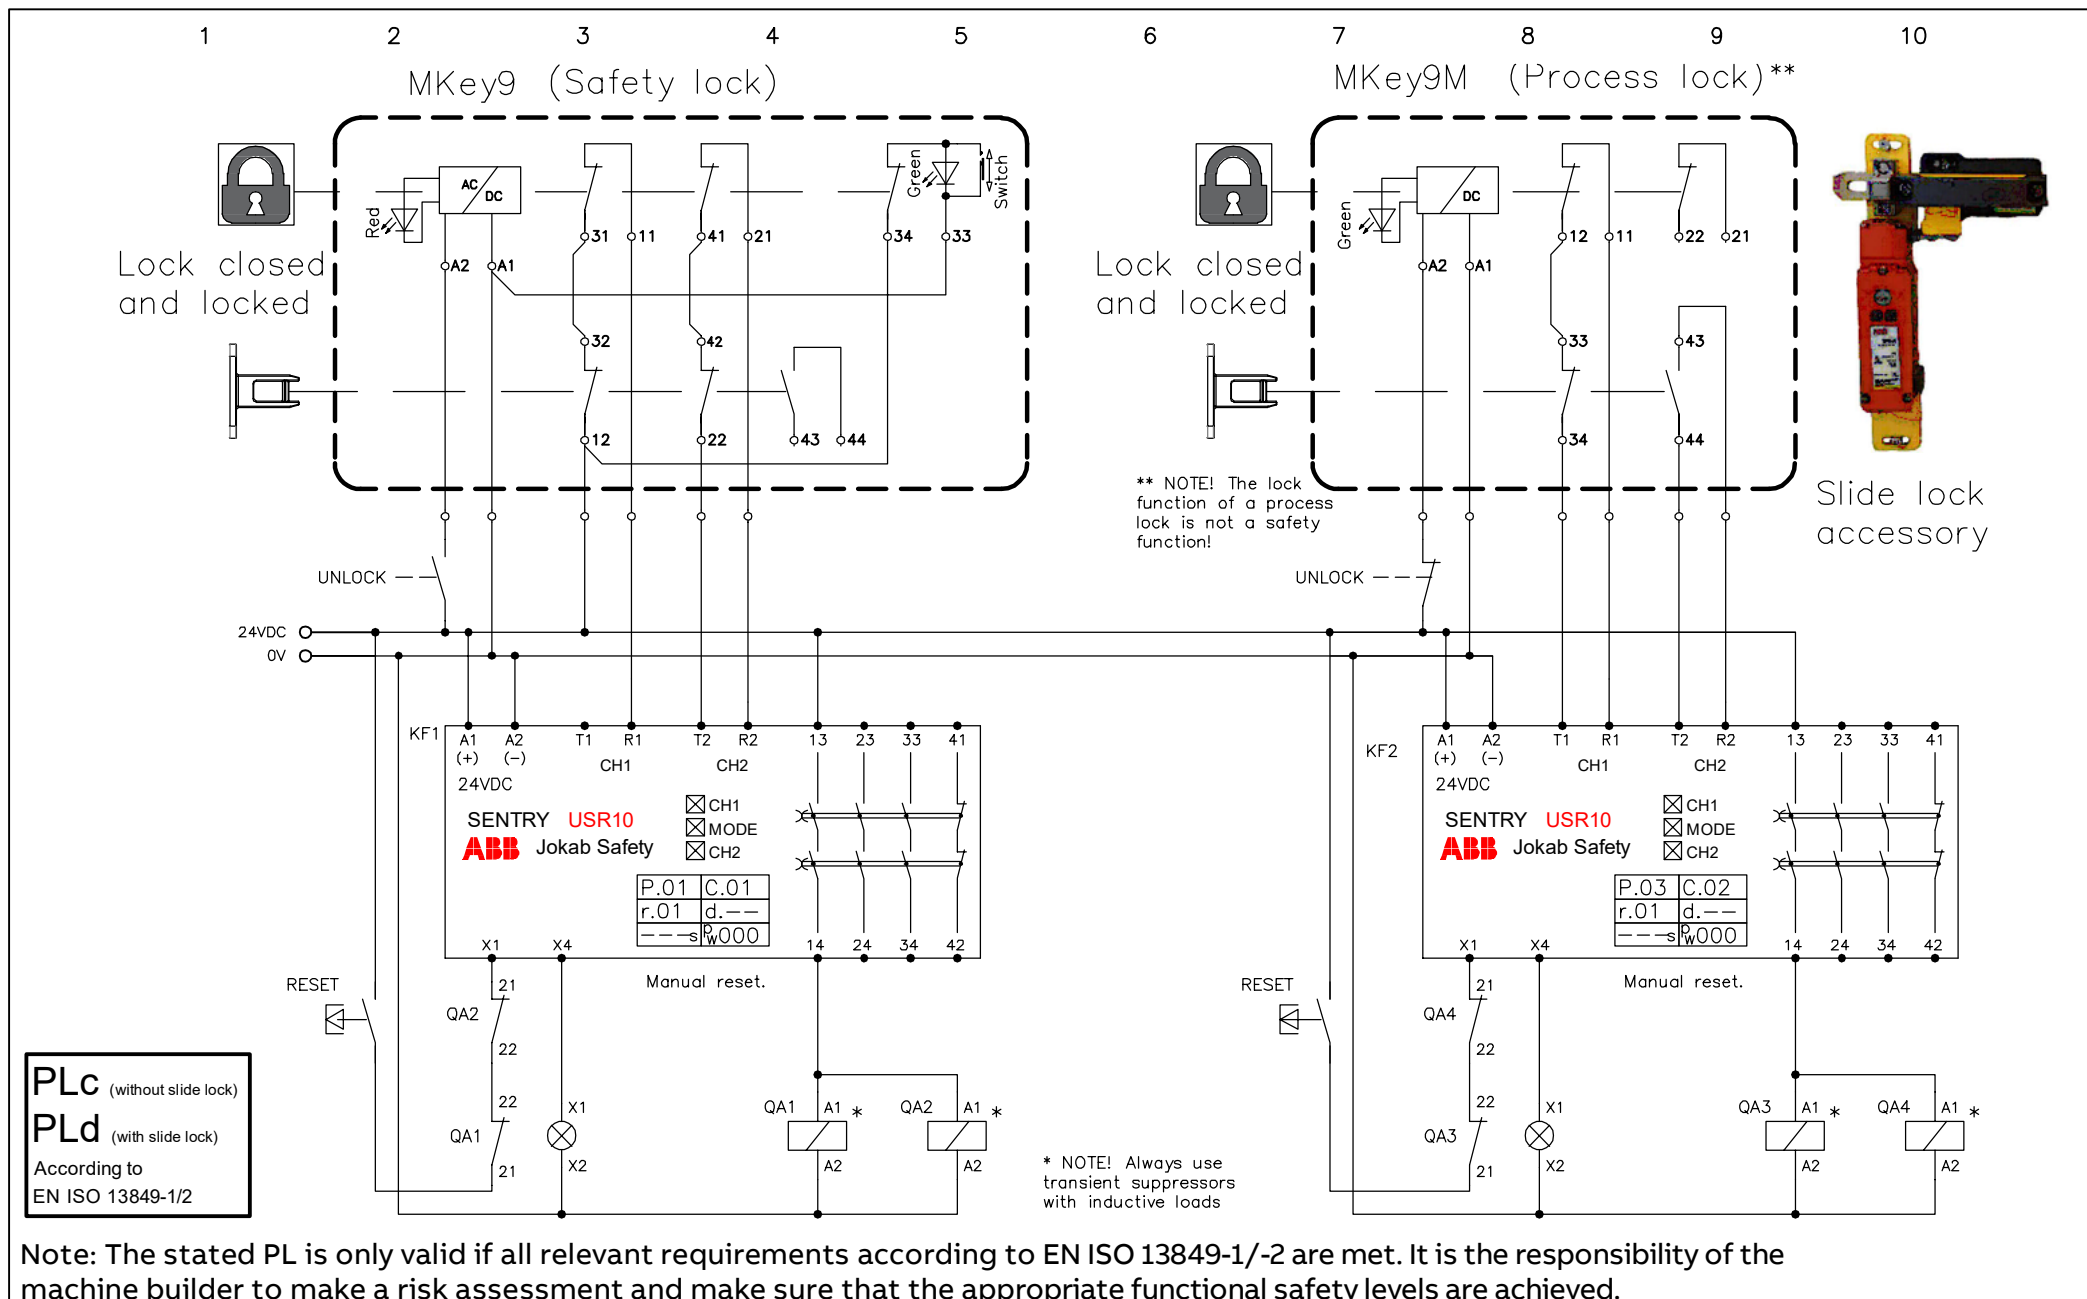 1 2 3 4 5 6 7 8 9 10
MKey9 (Safety lock)
MKey9M (Process lock)**
AC
DC
Red
Green
Switch
31 11 41 21 34 33
A2 A1
Lock closed
and locked
32 42
12 22 43 44
DC
Green
12 11 22 21
A2 A1
Lock closed
and locked
33 43
34 44
** NOTE! The lock
function of a process
lock is not a safety
function!
Slide lock
accessory
UNLOCK
UNLOCK
24VDC
0V
KF1
A1 A2 T1 R1 T2 R2 13 23 33 41
(+) (-) CH1 CH2
24VDC
SENTRY USR10
ABB Jokab Safety
CH1
MODE
CH2
P.01 C.01
r.01 d.--
---s PW000
X1 X4 14 24 34 42
Manual reset.
KF2
A1 A2 T1 R1 T2 R2 13 23 33 41
(+) (-) CH1 CH2
24VDC
SENTRY USR10
ABB Jokab Safety
CH1
MODE
CH2
P.03 C.02
r.01 d.--
---s PW000
X1 X4 14 24 34 42
Manual reset.
RESET
21
QA2
22
22
QA1
21
X1
X2
QA1 A1 *
A2
QA2 A1 *
A2
* NOTE! Always use
transient suppressors
with inductive loads
RESET
21
QA4
22
22
QA3
21
X1
X2
QA3 A1 *
A2
QA4 A1 *
A2
PLc (without slide lock)
PLd (with slide lock)
According to
EN ISO 13849-1/2
Note: The stated PL is only valid if all relevant requirements according to EN ISO 13849-1/-2 are met. It is the responsibility of the
machine builder to make a risk assessment and make sure that the appropriate functional safety levels are achieved.